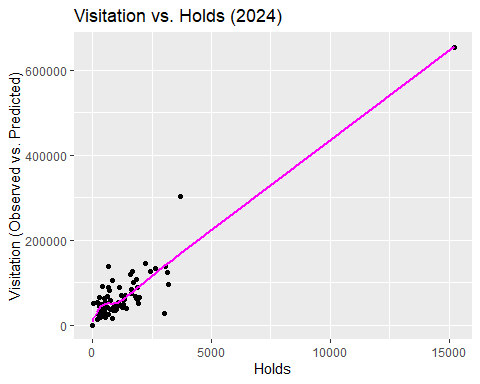 Visitation vs. Holds (2024)
Visitation (Observed vs. Predicted)
600000
400000
200000
0
0 5000 10000 15000
Holds